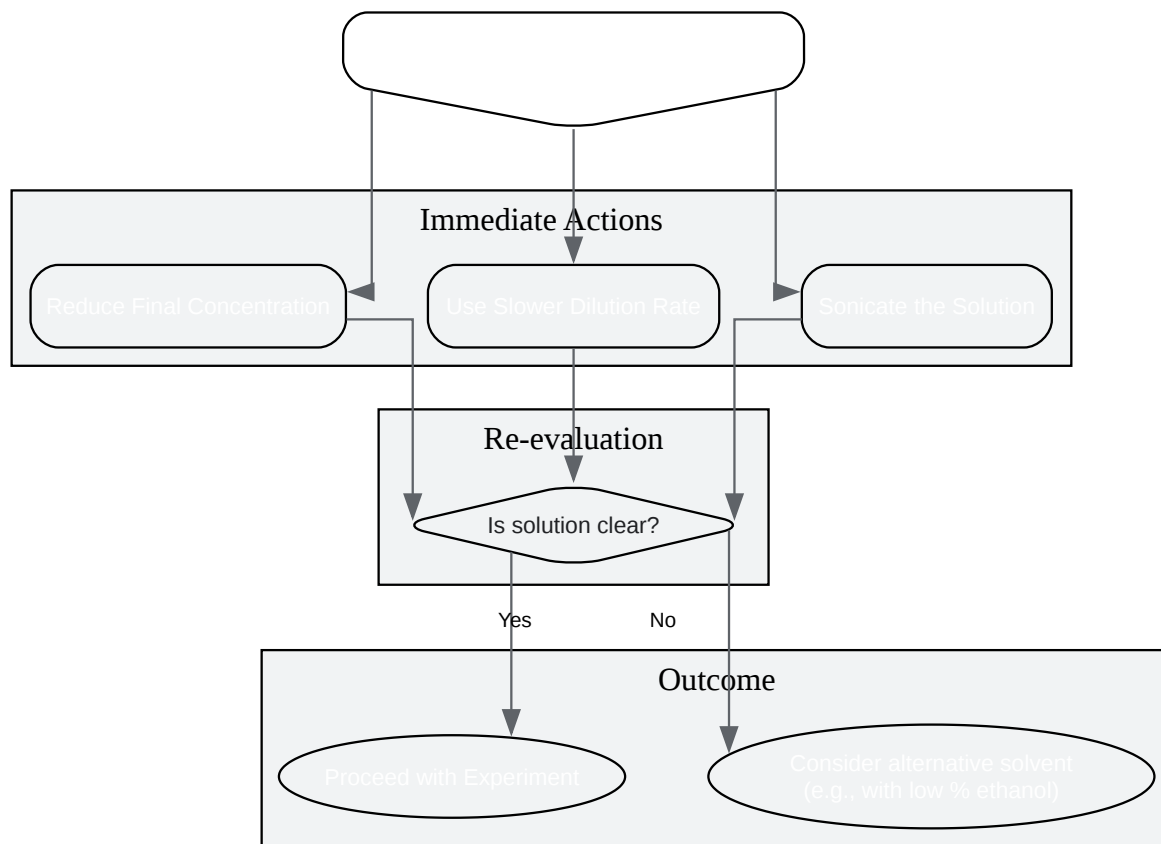 Immediate Actions
Reduce Final Concentration
Use Slower Dilution Rate
Sonicate the Solution
Re-evaluation
Is solution clear?
Yes
No
Outcome
Proceed with Experiment
Consider alternative solvent
(e.g., with low % ethanol)